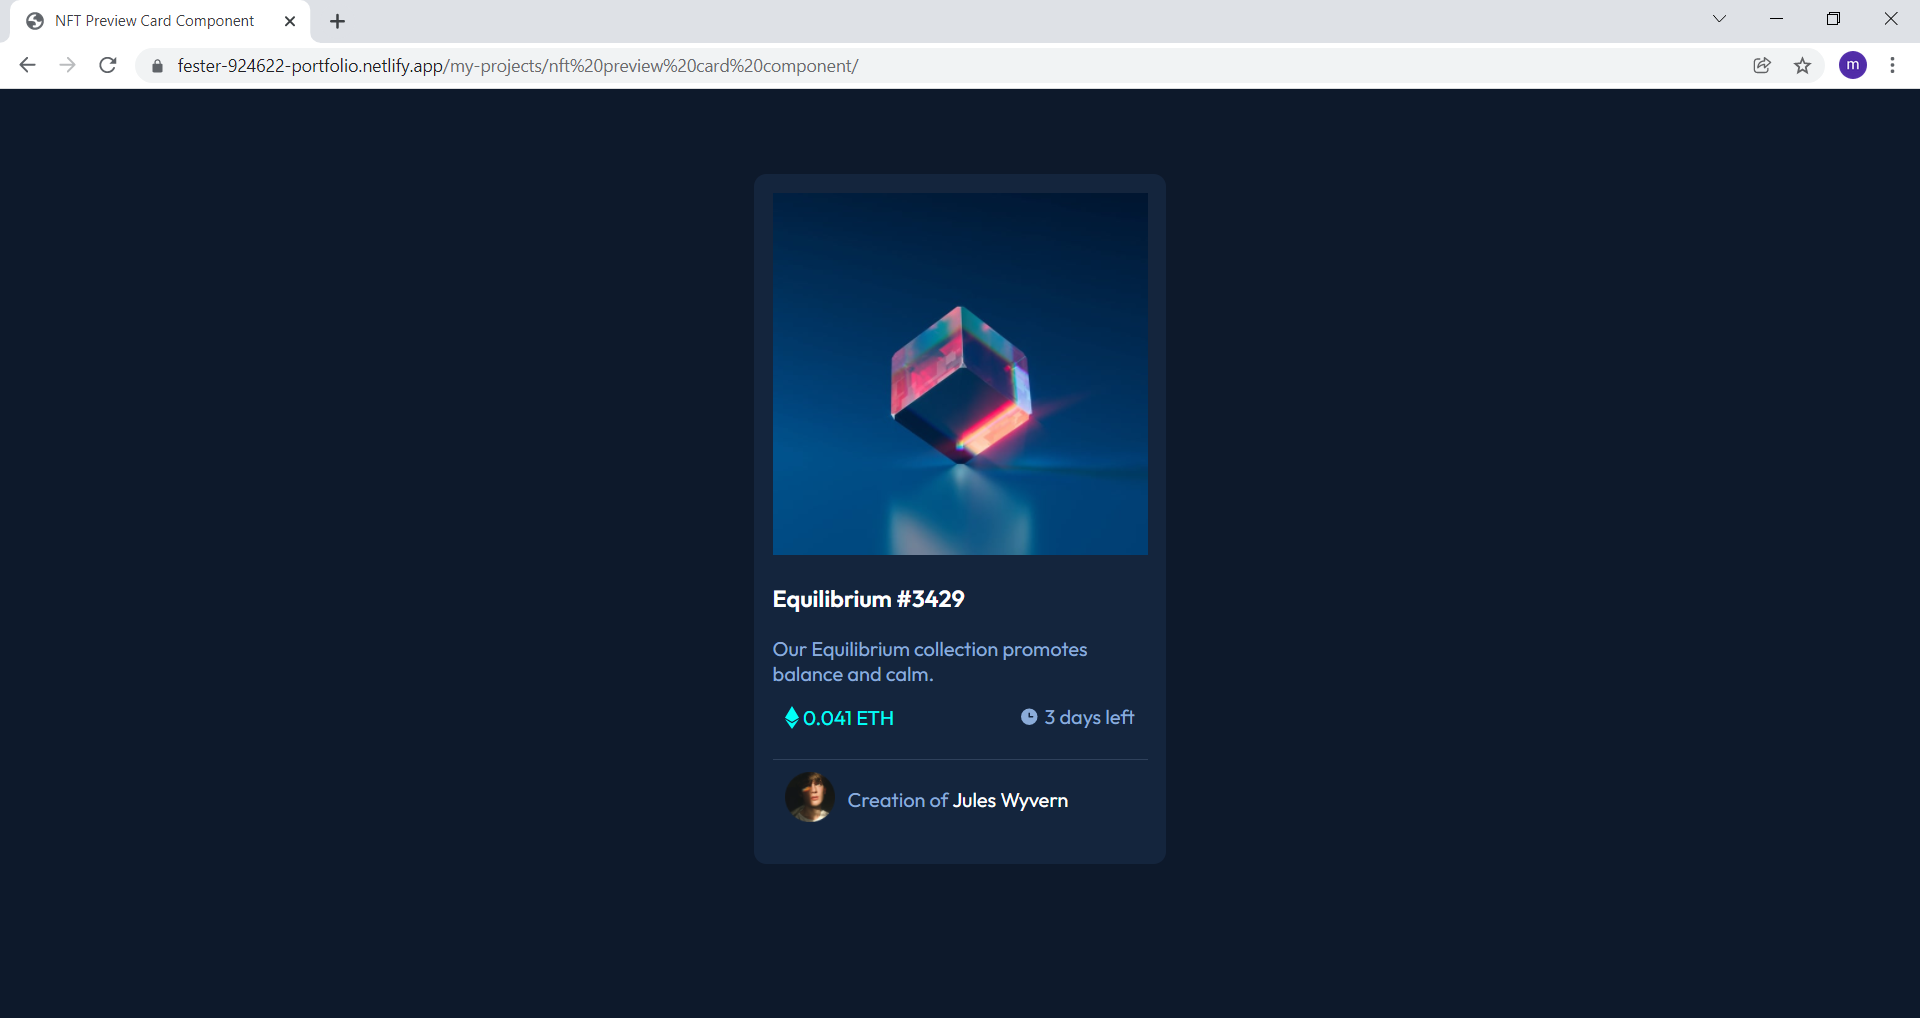 NFT Preview Card Component
fester-924622-portfolio.netlify.app/my-projects/nft%20preview%20card%20component/
m
Equilibrium #3429
Our Equilibrium collection promotes
balance and calm.
0.041 ETH
3 days left
Creation of Jules Wyvern